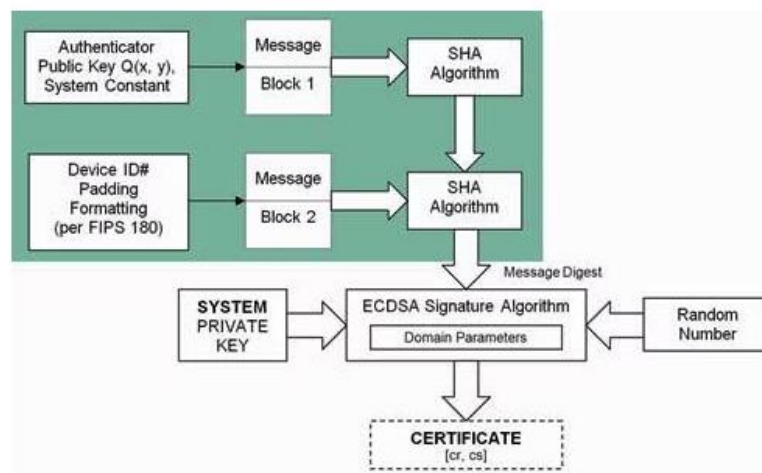 Authenticator
Public Key Q(x, y),
System Constant
Message
Block 1
SHA
Algorithm
Device ID#
Padding
Formatting
(per FIPS 180)
Message
Block 2
SHA
Algorithm
Message Digest
SYSTEM
PRIVATE
KEY
ECDSA Signature Algorithm
Domain Parameters
Random
Number
CERTIFICATE
[cr, cs]